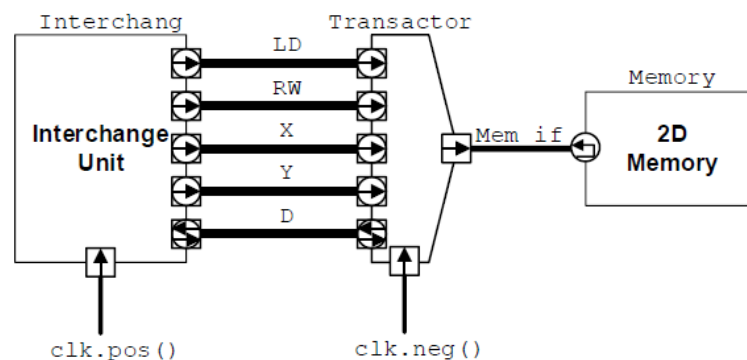 Interchang
Transactor
LD
RW
Memory
Interchange
Unit
X
Mem if
2D
Memory
Y
D
clk.pos()
clk.neg()